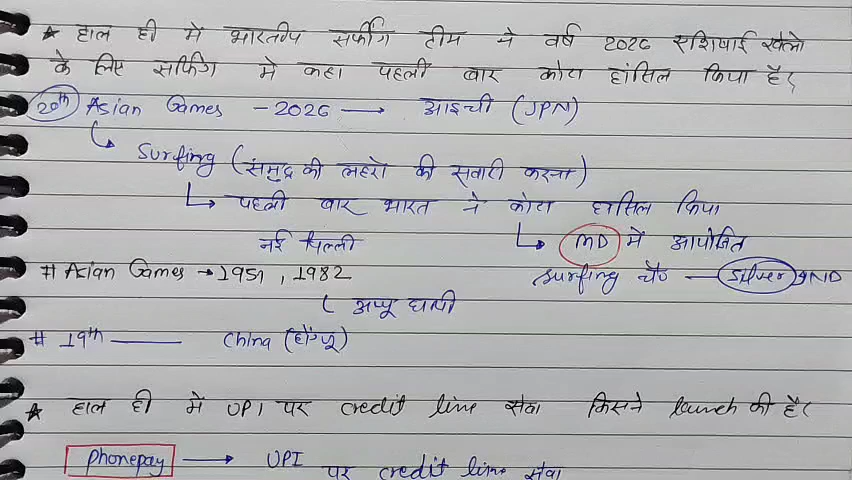 ★ हाल ही में भारतीय सर्फींग टीम ने वर्ष 2026 एशियाई खेलो
के लिए सर्फिंग में कहा पहली बार कोटा हांसिल किया है।
20th Asian Games - 2026 → आइची (JPN)
Surfing (समुद्र की लहरो की सवारी करना)
पहली बार भारत ने कोटा हासिल किया
नई दिल्ली → MD में आयोजित
# Asian Games → 1951, 1982 Surfing चै॰ — Silver IND
( अप्पू हाथी
# 19th — China (होंग्जू)
★ हाल ही में UPI पर credit line सेवा किसने launch की है।
phonepay → UPI पर credit line सेवा